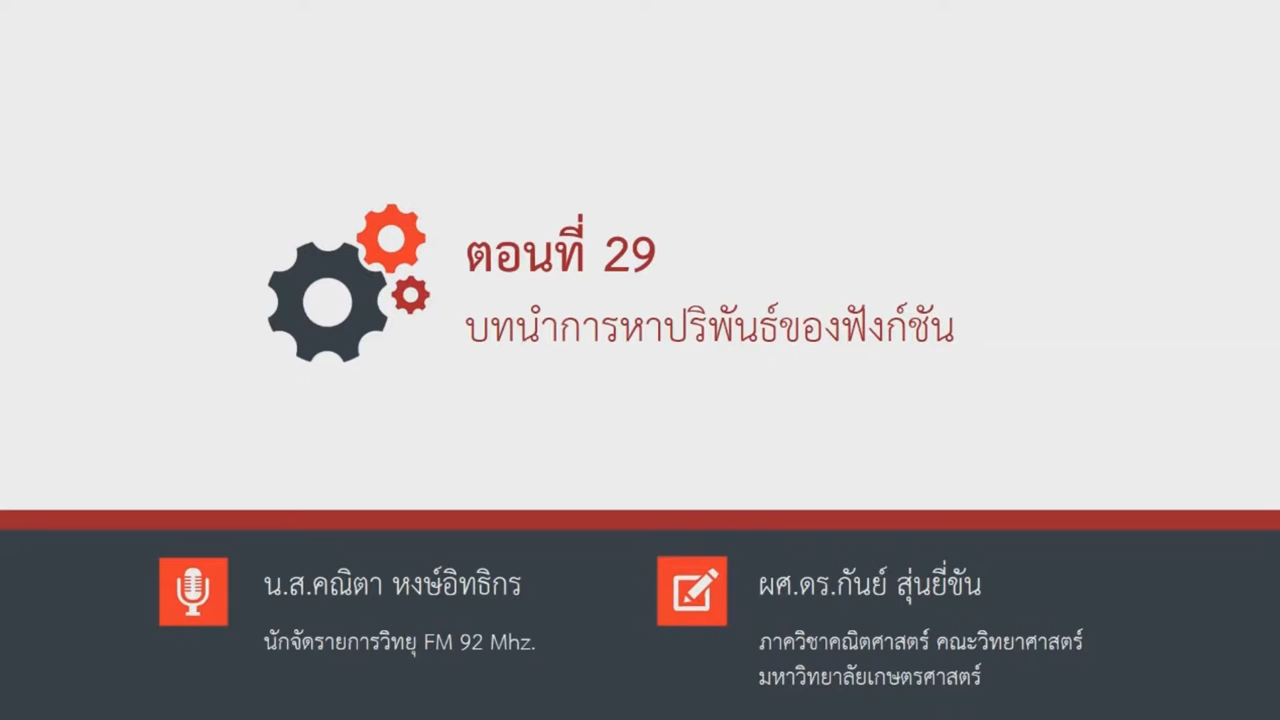 ตอนที่ 29
บทนำการหาปริพันธ์ของฟังก์ชัน
น.ส.คณิตา หงษ์อิทธิกร
นักจัดรายการวิทยุ FM 92 Mhz.
ผศ.ดร.กันย์ สุ่นยี่ขัน
ภาควิชาคณิตศาสตร์ คณะวิทยาศาสตร์
มหาวิทยาลัยเกษตรศาสตร์